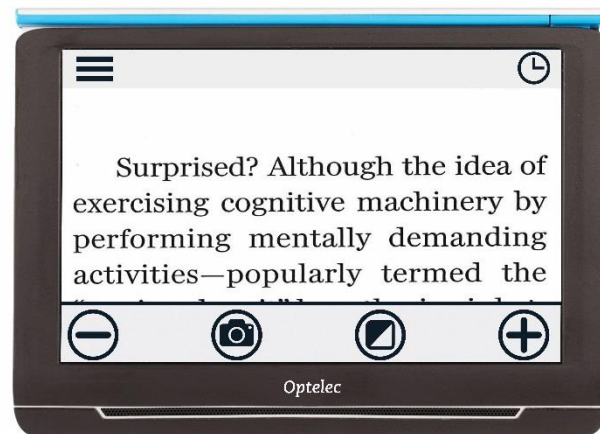 Surprised? Although the idea of
exercising cognitive machinery by
performing mentally demanding
activities—popularly termed the
Optelec